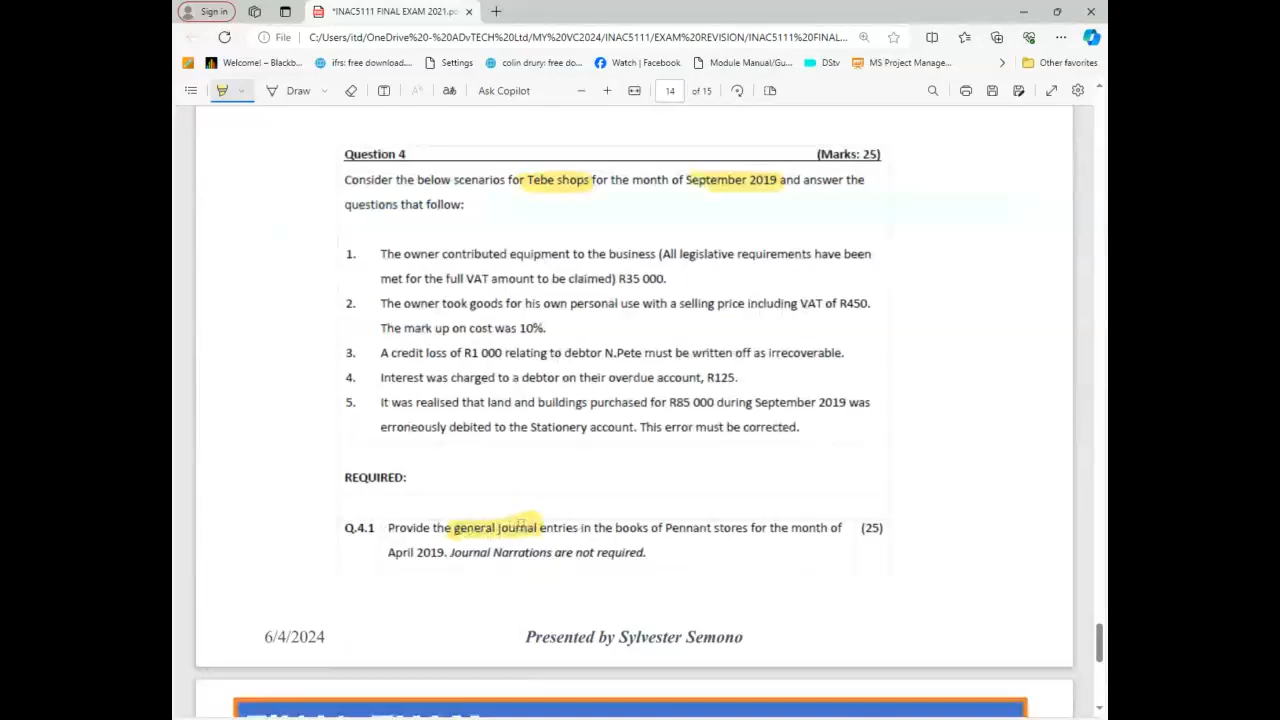 Sign in
*INAC5111 FINAL EXAM 2021.pd
File
C:/Users/itd/OneDrive%20-%20ADvTECH%20Ltd/MY%20VC2024/INAC5111/EXAM%20REVISION/INAC5111%20FINAL...
Welcome! – Blackb...
ifrs: free download....
Settings
colin drury: free do...
Watch | Facebook
Module Manual/Gu...
DStv
MS Project Manage...
Other favorites
Draw
Ask Copilot
14
of 15
Question 4 (Marks: 25)
Consider the below scenarios for Tebe shops for the month of September 2019 and answer the
questions that follow:
1. The owner contributed equipment to the business (All legislative requirements have been
met for the full VAT amount to be claimed) R35 000.
2. The owner took goods for his own personal use with a selling price including VAT of R450.
The mark up on cost was 10%.
3. A credit loss of R1 000 relating to debtor N.Pete must be written off as irrecoverable.
4. Interest was charged to a debtor on their overdue account, R125.
5. It was realised that land and buildings purchased for R85 000 during September 2019 was
erroneously debited to the Stationery account. This error must be corrected.
REQUIRED:
Q.4.1 Provide the general journal entries in the books of Pennant stores for the month of (25)
April 2019. Journal Narrations are not required.
6/4/2024
Presented by Sylvester Semono